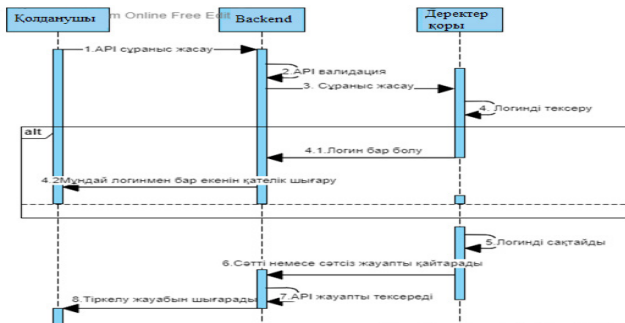 m Online Free Edit
Қолданушы
Backend
Деректер
қоры
1.API сұраныс жасау
2.API валидация
3. Сұраныс жасау
4. Логинді тексеру
alt
4.1.Логин бар болу
4.2Мұндай логинмен бар екенін қателік шығару
5.Логинді сақтайды
6.Сәтті немесе сәтсіз жауапты қайтарады
7.API жауапты тексереді
8.Тіркелу жауабын шығарады